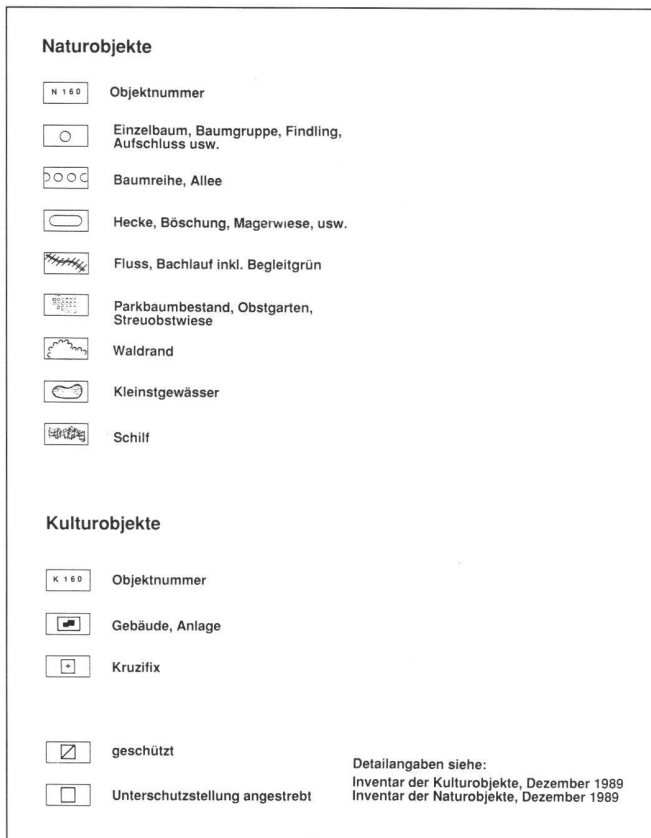 Naturobjekte
N 160 Objektnummer
Einzelbaum, Baumgruppe, Findling,
Aufschluss usw.
Baumreihe, Allee
Hecke, Böschung, Magerwiese, usw.
Fluss, Bachlauf inkl. Begleitgrün
Parkbaumbestand, Obstgarten,
Streuobstwiese
Waldrand
Kleinstgewässer
Schilf
Kulturobjekte
K 160 Objektnummer
Gebäude, Anlage
Kruzifix
geschützt
Unterschutzstellung angestrebt
Detailangaben siehe:
Inventar der Kulturobjekte, Dezember 1989
Inventar der Naturobjekte, Dezember 1989